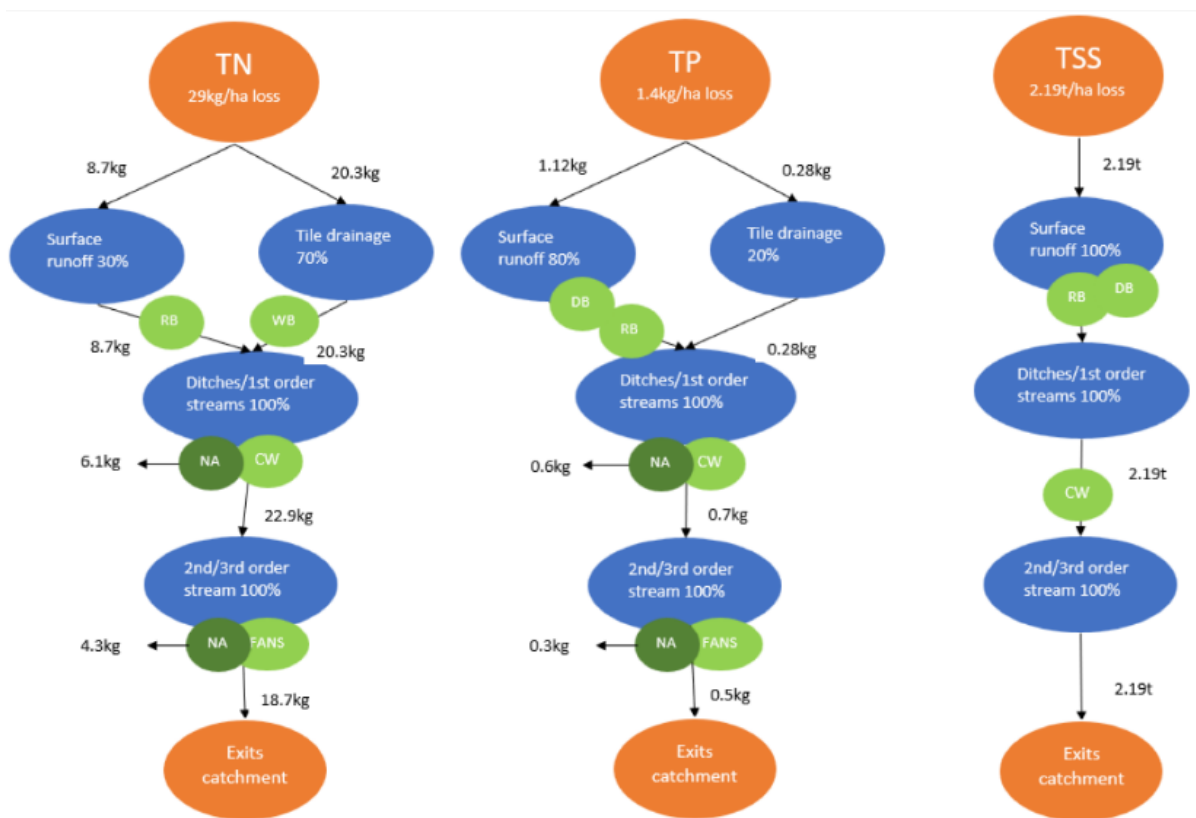 TN
29kg/ha loss
8.7kg
20.3kg
Surface
runoff 30%
Tile drainage
70%
RB
WB
8.7kg
20.3kg
Ditches/1st order
streams 100%
NA
CW
6.1kg
22.9kg
2nd/3rd order
stream 100%
NA
FANS
4.3kg
18.7kg
Exits
catchment
TP
1.4kg/ha loss
1.12kg
0.28kg
Surface
runoff 80%
Tile drainage
20%
DB
RB
0.28kg
Ditches/1st order
streams 100%
NA
CW
0.6kg
0.7kg
2nd/3rd order
stream 100%
NA
FANS
0.3kg
0.5kg
Exits
catchment
TSS
2.19t/ha loss
2.19t
Surface
runoff 100%
RB
DB
Ditches/1st order
streams 100%
CW
2.19t
2nd/3rd order
stream 100%
2.19t
Exits
catchment